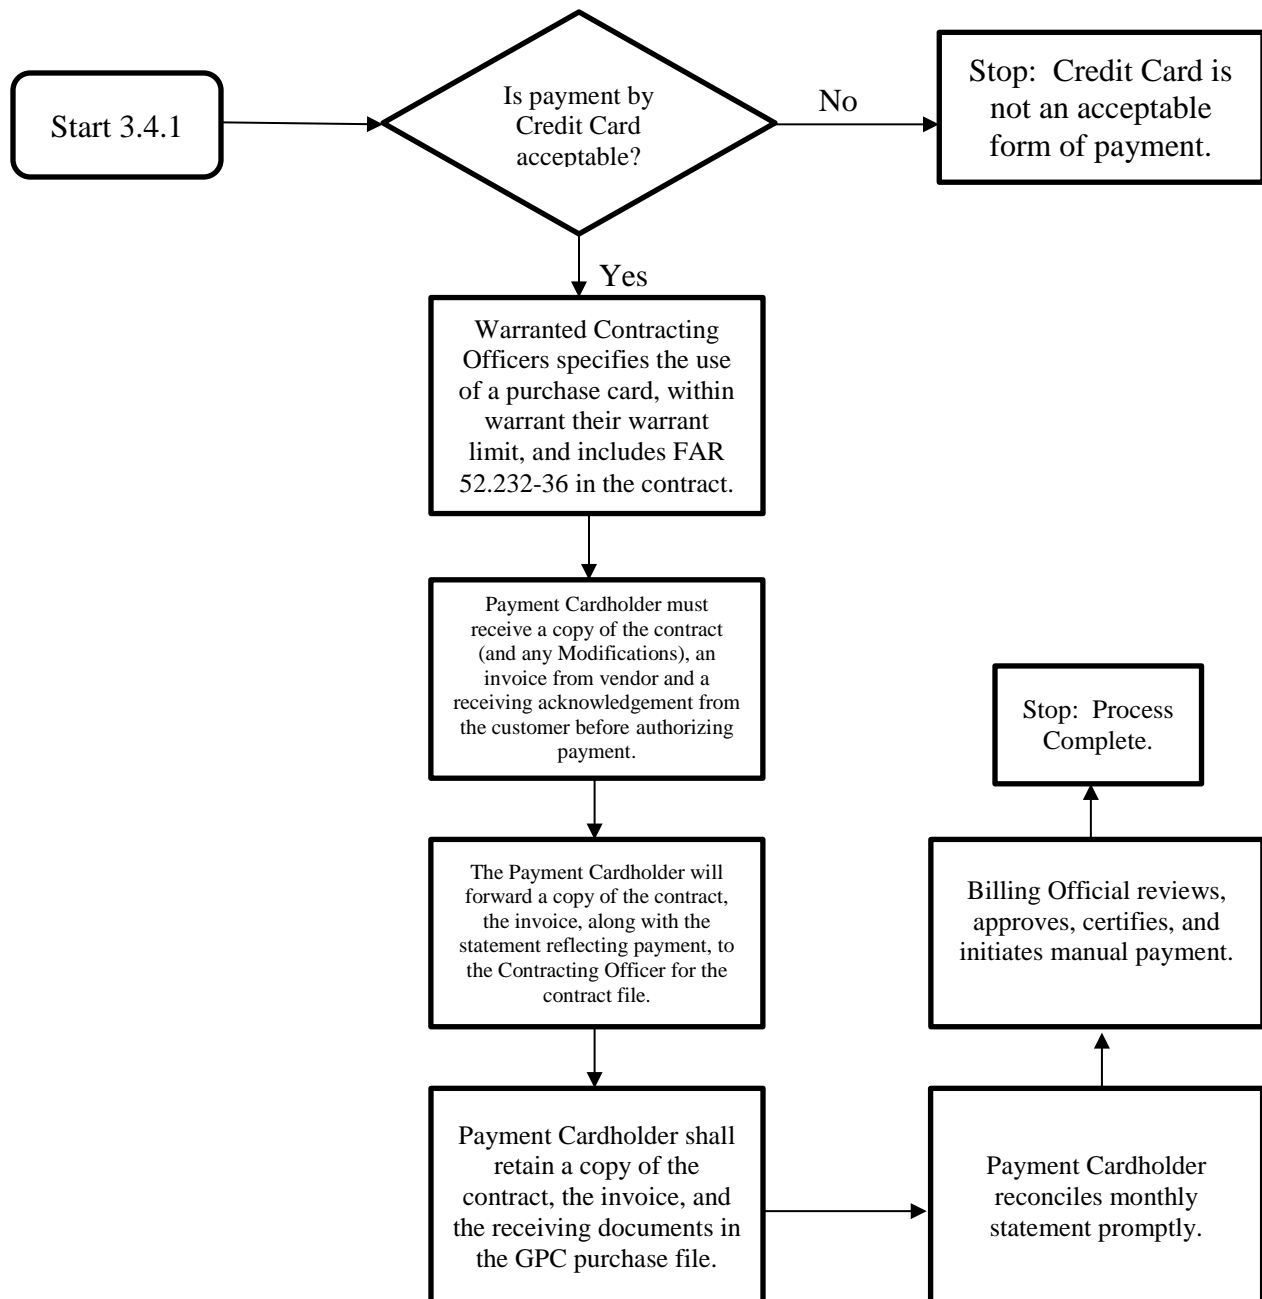 Start 3.4.1
Is payment by
Credit Card
acceptable?
No
Stop:  Credit Card is
not an acceptable
form of payment.
Yes
Warranted Contracting
Officers specifies the use
of a purchase card, within
warrant their warrant
limit, and includes FAR
52.232-36 in the contract.
Payment Cardholder must
receive a copy of the contract
(and any Modifications), an
invoice from vendor and a
receiving acknowledgement from
the customer before authorizing
payment.
The Payment Cardholder will
forward a copy of the contract,
the invoice, along with the
statement reflecting payment, to
the Contracting Officer for the
contract file.
Payment Cardholder shall
retain a copy of the
contract, the invoice, and
the receiving documents in
the GPC purchase file.
Payment Cardholder
reconciles monthly
statement promptly.
Billing Official reviews,
approves, certifies, and
initiates manual payment.
Stop:  Process
Complete.